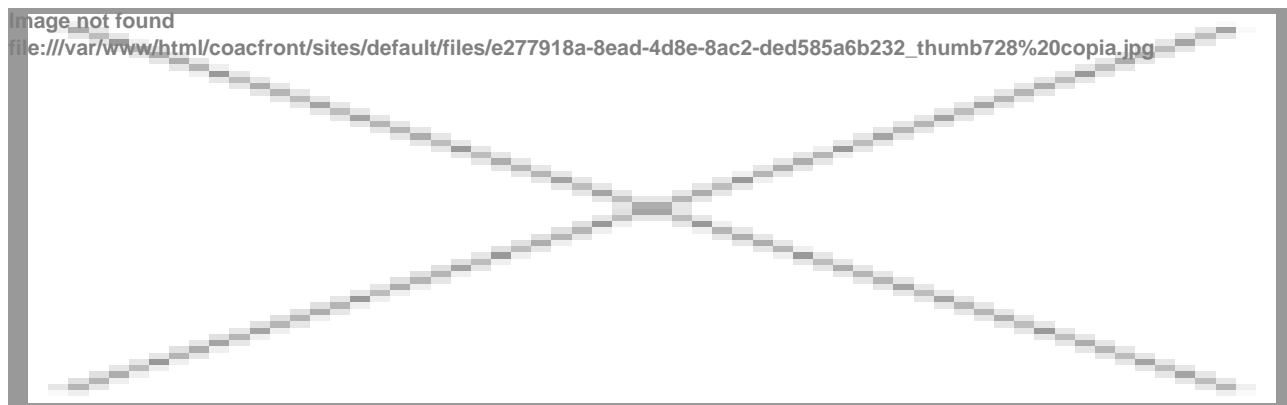 Image not found
file:///var/www/html/coacfront/sites/default/files/e277918a-8ead-4d8e-8ac2-ded585a6b232_thumb728%20copia.jpg